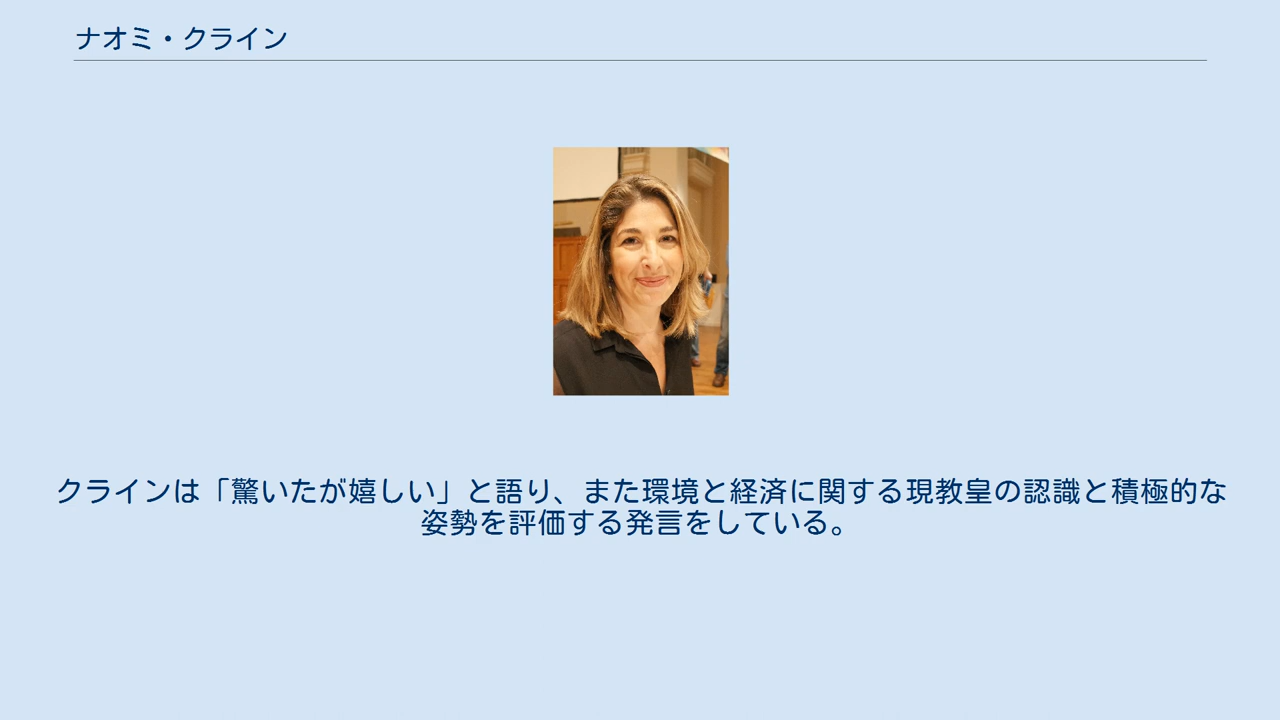 ナオミ・クライン
クラインは「驚いたが嬉しい」と語り、また環境と経済に関する現教皇の認識と積極的な
姿勢を評価する発言をしている。